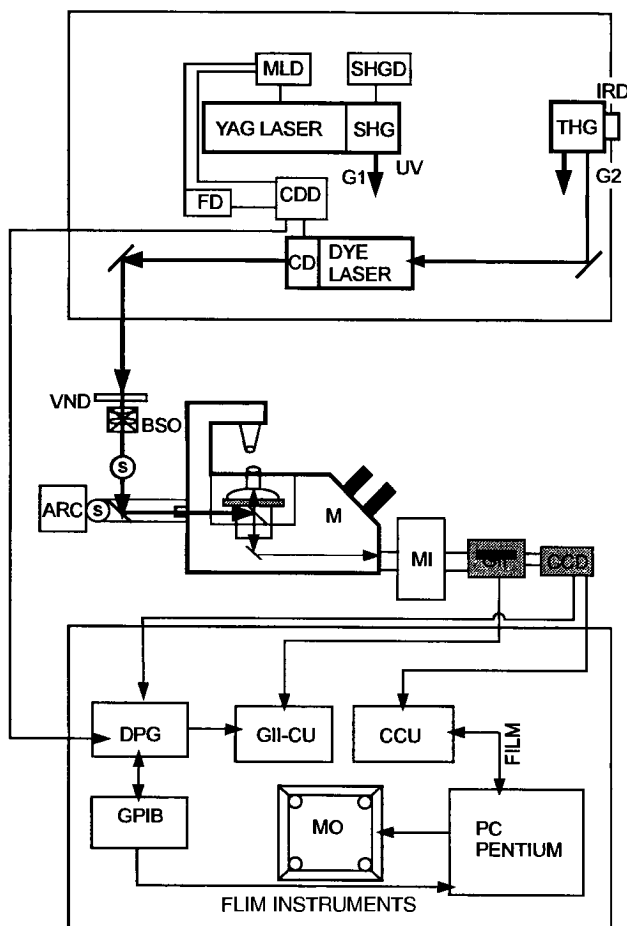 MLD
SHGD
IRD
YAG LASER
SHG
THG
G1
UV
G2
FD
CDD
CD
DYE
LASER
VND
BSO
S
ARC
S
M
MI
CCD
DPG
GII-CU
CCU
FILM
GPIB
MO
PC
PENTIUM
FLIM INSTRUMENTS